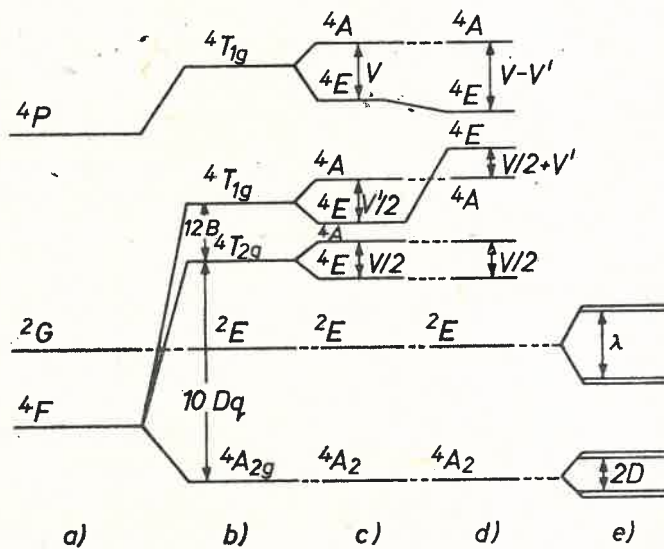 ⁴A ⁴A
⁴T₁g
V V-V'
⁴E ⁴E
⁴P
⁴E
⁴T₁g ⁴A V/2+V'
⁴E V'/2 ⁴A
12B ⁴A
⁴T₂g ⁴E V/2 V/2
²G ²E ²E ²E
λ
10 Dq
⁴F
⁴A₂g ⁴A₂ ⁴A₂ 2D
a) b) c) d) e)